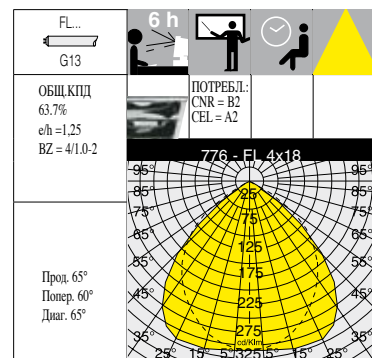 FL...
G13
6 h
ОБЩ.КПД
63.7%
e/h =1,25
BZ = 4/1.0-2
ПОТРЕБЛ.:
CNR = B2
CEL = A2
776 - FL 4x18
95° 95°
85° 85°
75° 75°
65° 65°
55° 55°
45° 45°
35° 35°
25
75
125
175
225
275
cd/Klm
25° 15° 5° 325 5° 15° 25°
Прод. 65°
Попер. 60°
Диаг. 65°